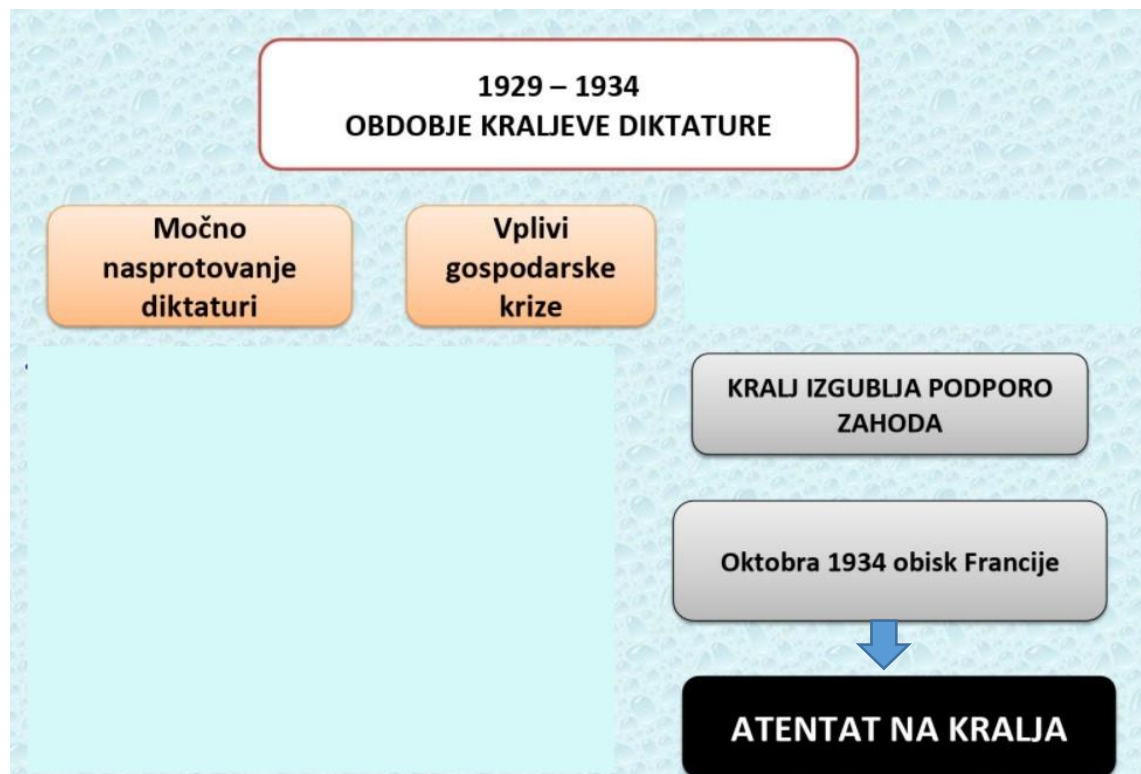 1929 – 1934
OBDOBJE KRALJEVE DIKTATURE
Močno
nasprotovanje
diktaturi
Vplivi
gospodarske
krize
KRALJ IZGUBLJA PODPORO
ZAHODA
Oktobra 1934 obisk Francije
ATENTAT NA KRALJA